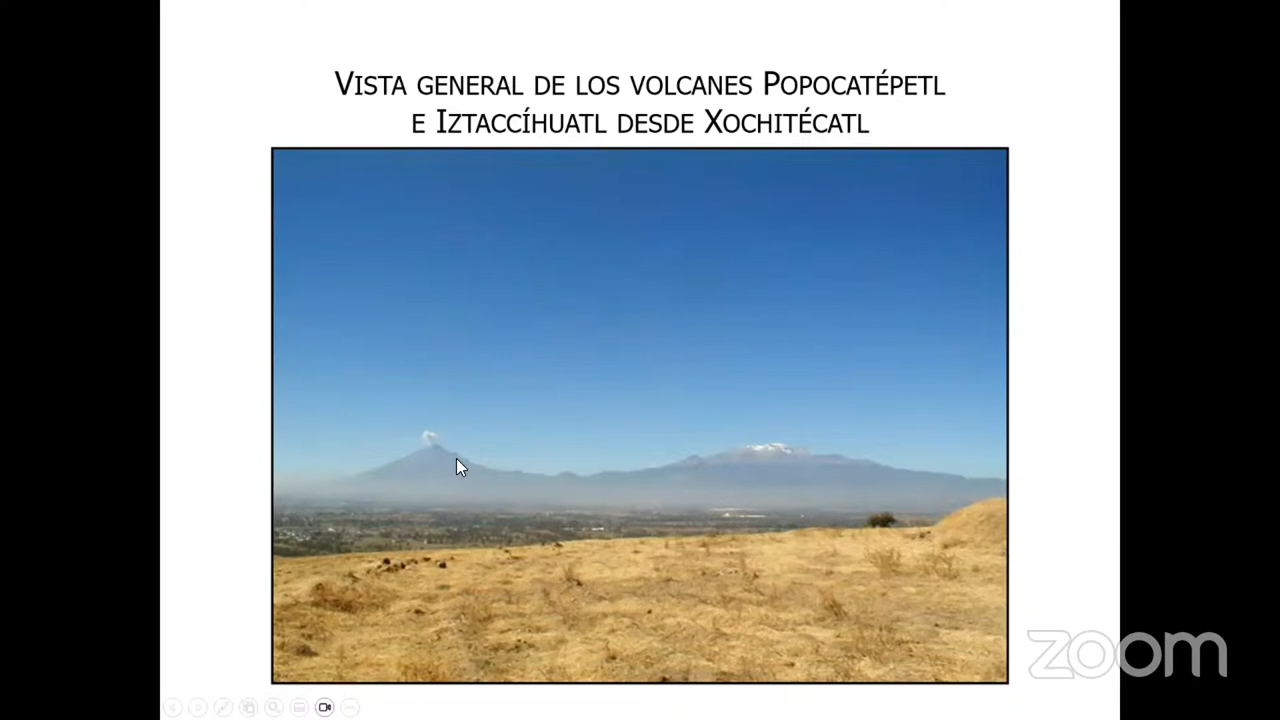 Vista general de los volcanes Popocatépetl
e Iztaccíhuatl desde Xochitécatl
zoom